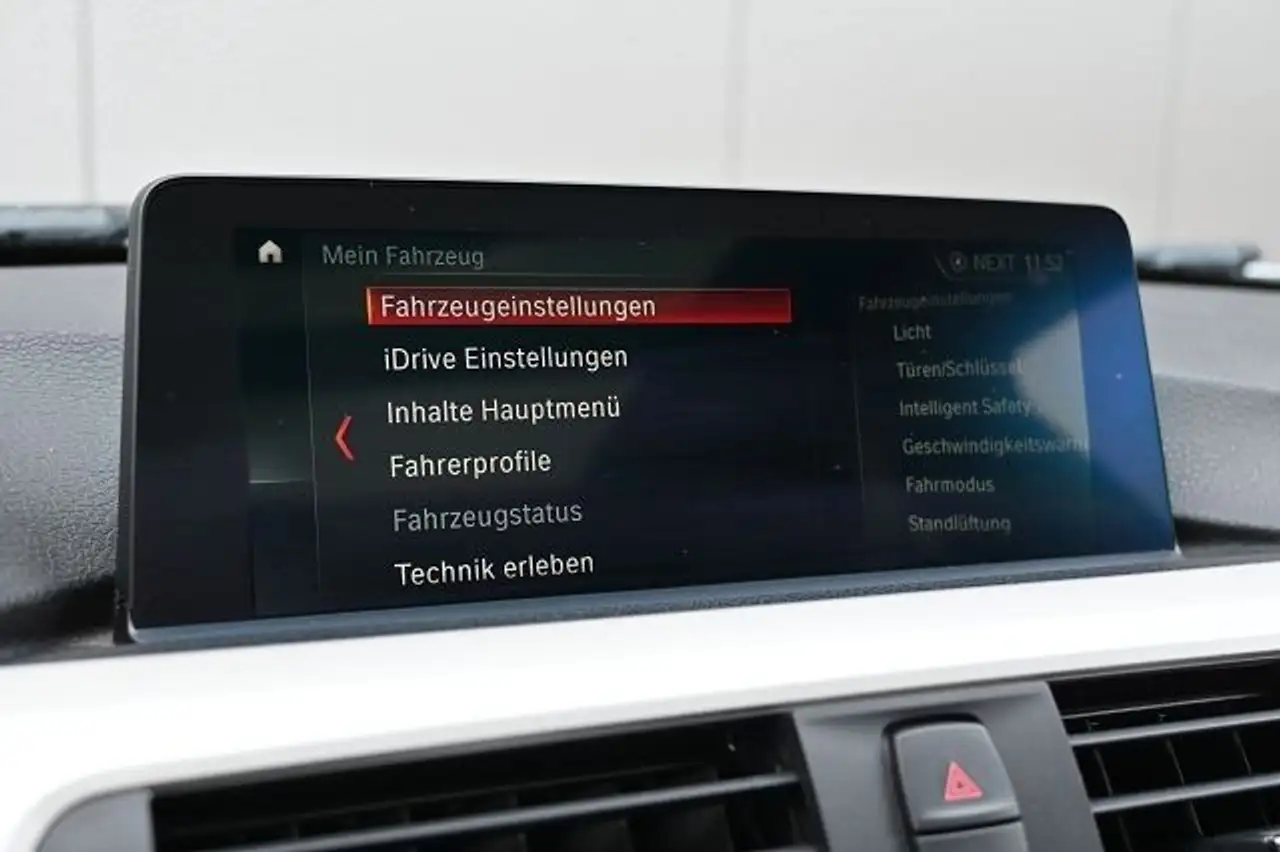 Mein Fahrzeug
NEXT 11:52
Fahrzeugeinstellungen
iDrive Einstellungen
Inhalte Hauptmenü
Fahrerprofile
Fahrzeugstatus
Technik erleben
Fahrzeugeinstellungen
Licht
Türen/Schlüssel
Intelligent Safety
Geschwindigkeitswarn
Fahrmodus
Standlüftung